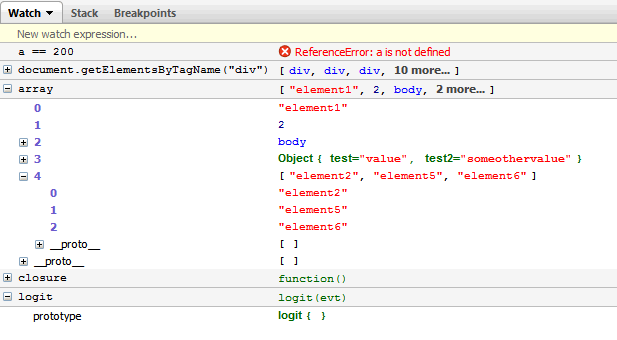 Watch Stack Breakpoints
New watch expression...
a == 200 ReferenceError: a is not defined
document.getElementsByTagName("div") [ div, div, div, 10 more... ]
array [ "element1", 2, body, 2 more... ]
0 "element1"
1 2
2 body
3 Object { test="value", test2="someothervalue" }
4 [ "element2", "element5", "element6" ]
0 "element2"
1 "element5"
2 "element6"
__proto__ [ ]
__proto__ [ ]
closure function()
logit logit(evt)
prototype logit { }